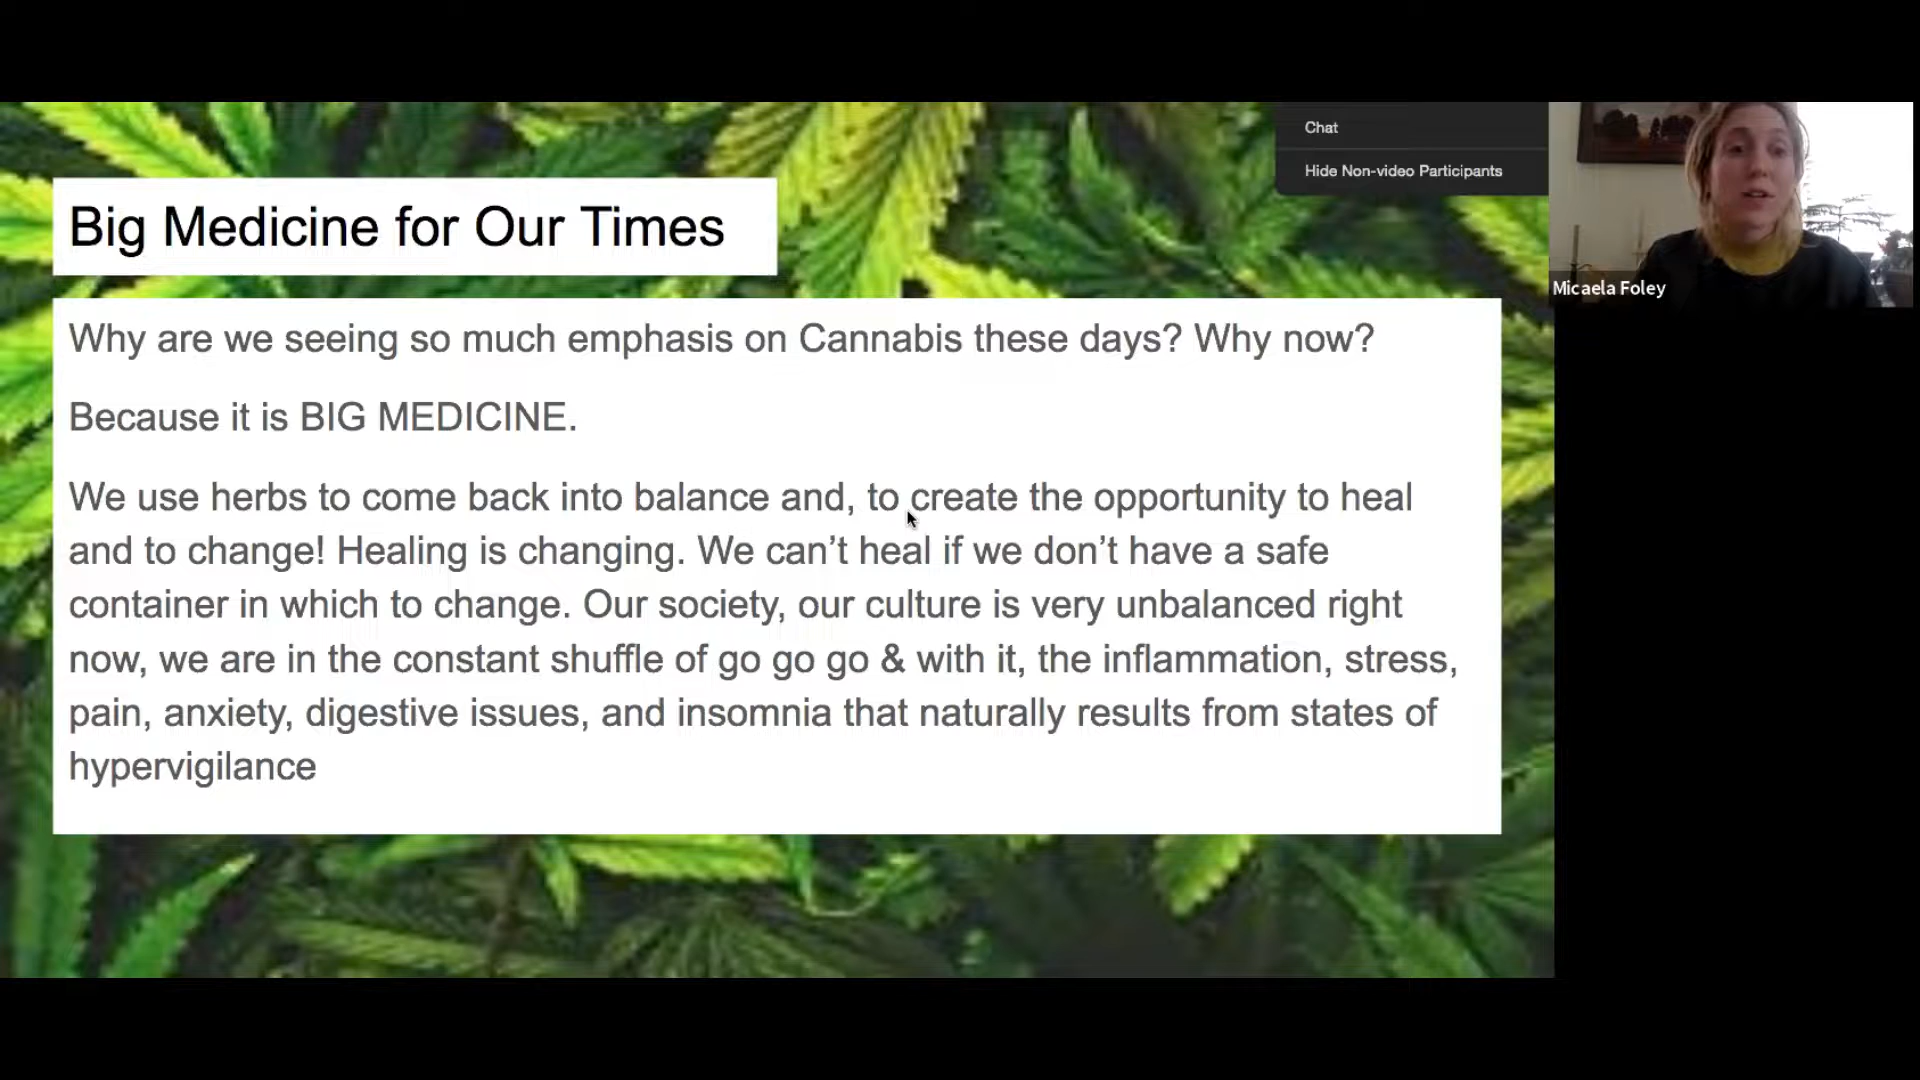 Chat
Hide Non-video Participants
Micaela Foley
Big Medicine for Our Times
Why are we seeing so much emphasis on Cannabis these days? Why now?
Because it is BIG MEDICINE.
We use herbs to come back into balance and, to create the opportunity to heal
and to change! Healing is changing. We can’t heal if we don’t have a safe
container in which to change. Our society, our culture is very unbalanced right
now, we are in the constant shuffle of go go go & with it, the inflammation, stress,
pain, anxiety, digestive issues, and insomnia that naturally results from states of
hypervigilance